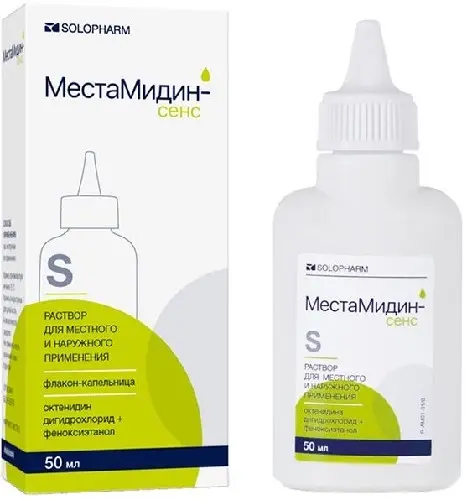 SOLOPHARM
МестаМидин-
сенс
S
РАСТВОР
ДЛЯ МЕСТНОГО
И НАРУЖНОГО
ПРИМЕНЕНИЯ
флакон-капельница
октенидин
дигидрохлорид +
феноксиэтанол
50 мл
SOLOPHARM
МестаМидин-
сенс
S
РАСТВОР
ДЛЯ МЕСТНОГО
И НАРУЖНОГО
ПРИМЕНЕНИЯ
октенидина
дигидрохлорид +
феноксиэтанол
50 мл